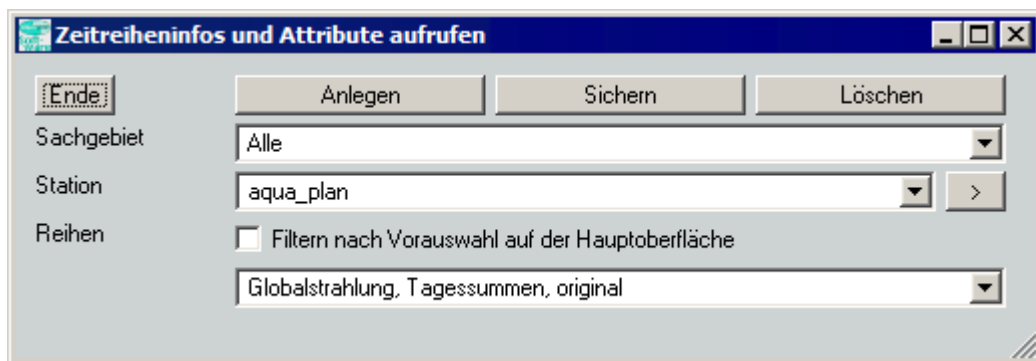 Zeitreiheninfos und Attribute aufrufen
Ende Anlegen Sichern Löschen
Sachgebiet Alle
Station aqua_plan >
Reihen Filtern nach Vorauswahl auf der Hauptoberfläche
Globalstrahlung, Tagessummen, original